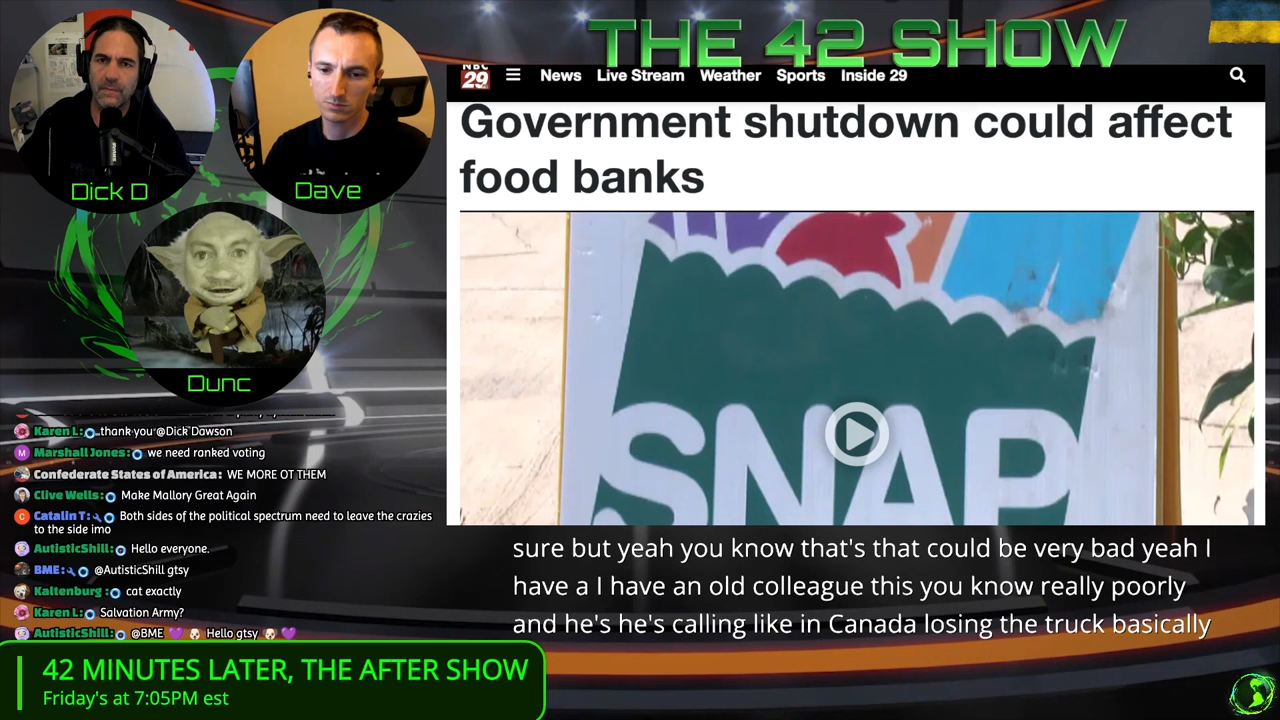 THE 42 SHOW
Dick D
Dave
Dunc
NBC
29
News Live Stream Weather Sports Inside 29
Government shutdown could affect
food banks
SNAP
Karen L: thank you @Dick Dawson
Marshall Jones: we need ranked voting
Confederate States of America: WE MORE OT THEM
Clive Wells: Make Mallory Great Again
Catalin T: Both sides of the political spectrum need to leave the crazies
to the side imo
AutisticShill: Hello everyone.
BME: @AutisticShill gtsy
Kaltenburg: cat exactly
Karen L: Salvation Army?
AutisticShill: @BME 💜 Hello gtsy 💜
sure but yeah you know that's that could be very bad yeah I
have a I have an old colleague this you know really poorly
and he's he's calling like in Canada losing the truck basically
42 MINUTES LATER, THE AFTER SHOW
Friday's at 7:05PM est